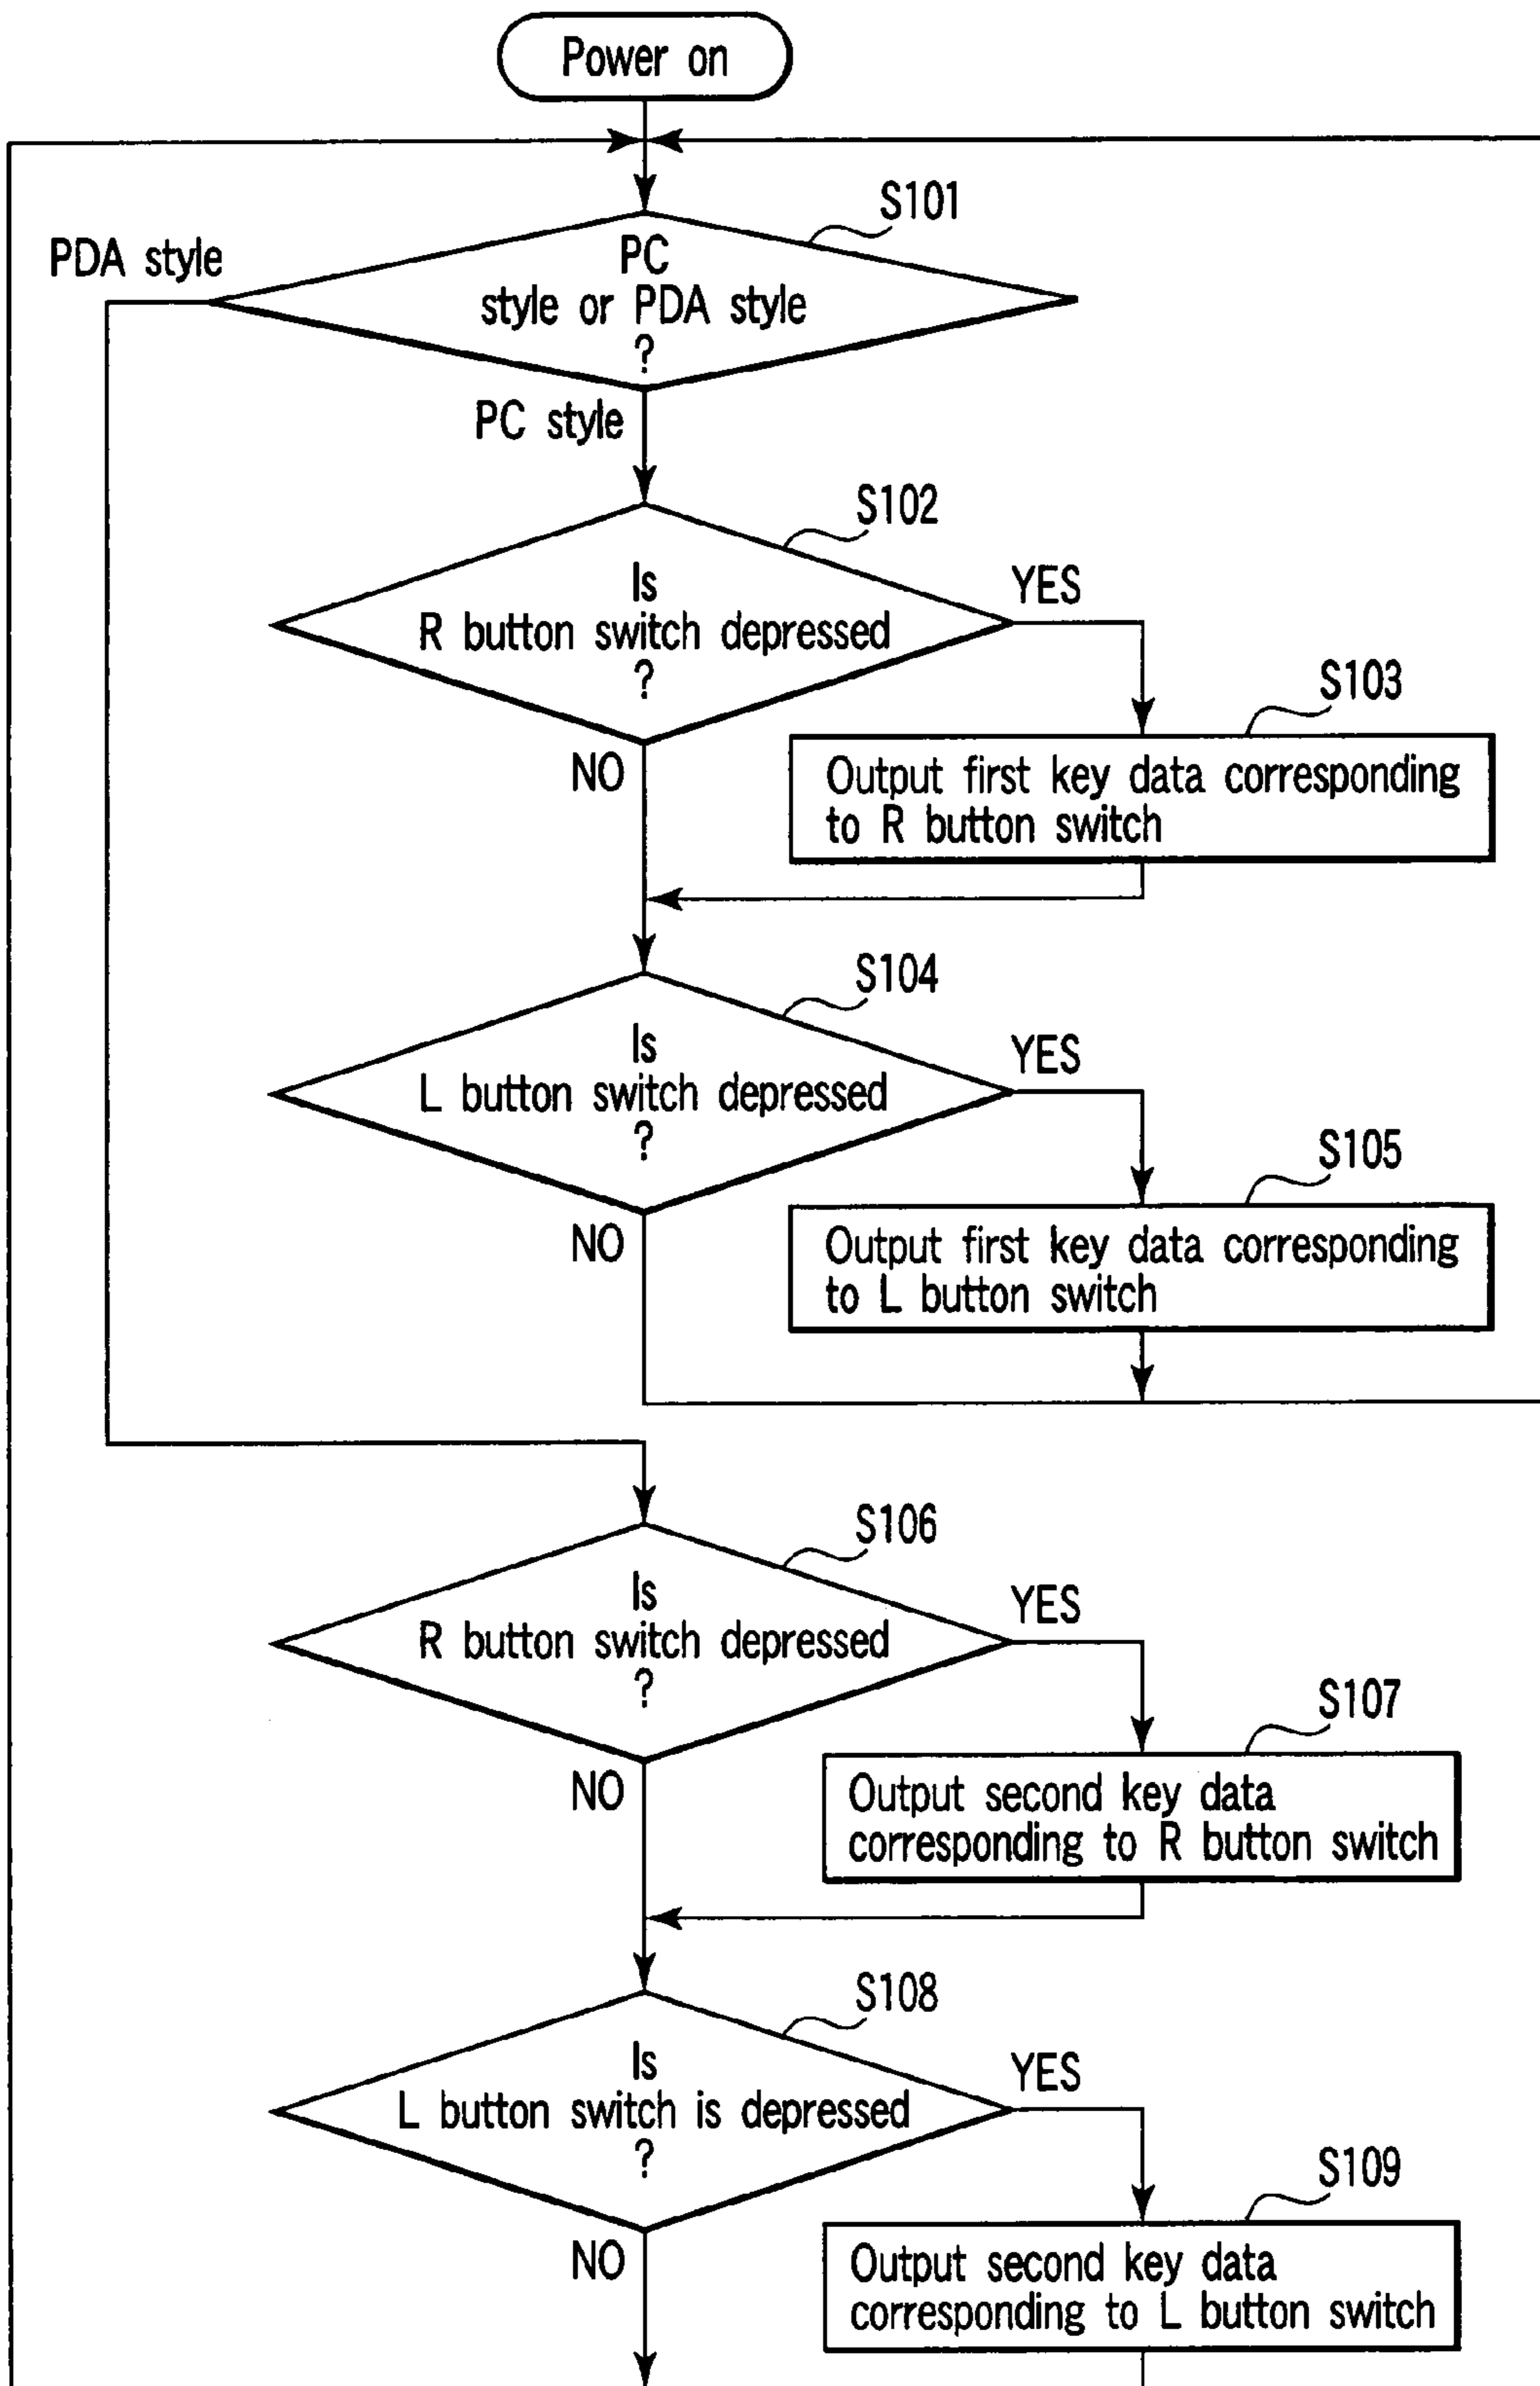 Power on
S101
PDA style
PC
style or PDA style
?
PC style
S102
Is
R button switch depressed
?
YES
NO
S103
Output first key data corresponding
to R button switch
S104
Is
L button switch depressed
?
YES
NO
S105
Output first key data corresponding
to L button switch
S106
Is
R button switch depressed
?
YES
NO
S107
Output second key data
corresponding to R button switch
S108
Is
L button switch is depressed
?
YES
NO
S109
Output second key data
corresponding to L button switch